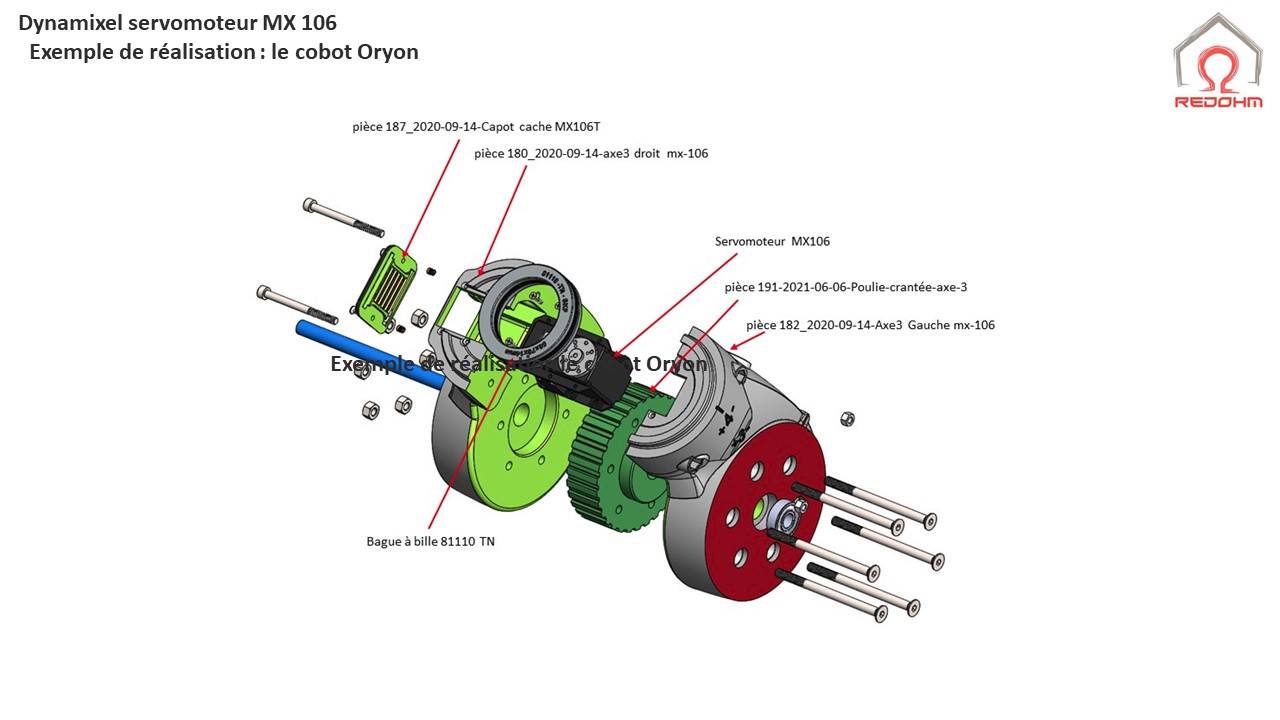 Dynamixel servomoteur MX 106
Exemple de réalisation : le cobot Oryon
REDOHM
pièce 187_2020-09-14-Capot cache MX106T
pièce 180_2020-09-14-axe3 droit mx-106
Servomoteur MX106
pièce 191-2021-06-06-Poulie-crantée-axe-3
pièce 182_2020-09-14-Axe3 Gauche mx-106
Exemple de réalisation : le cobot Oryon
Bague à bille 81110 TN